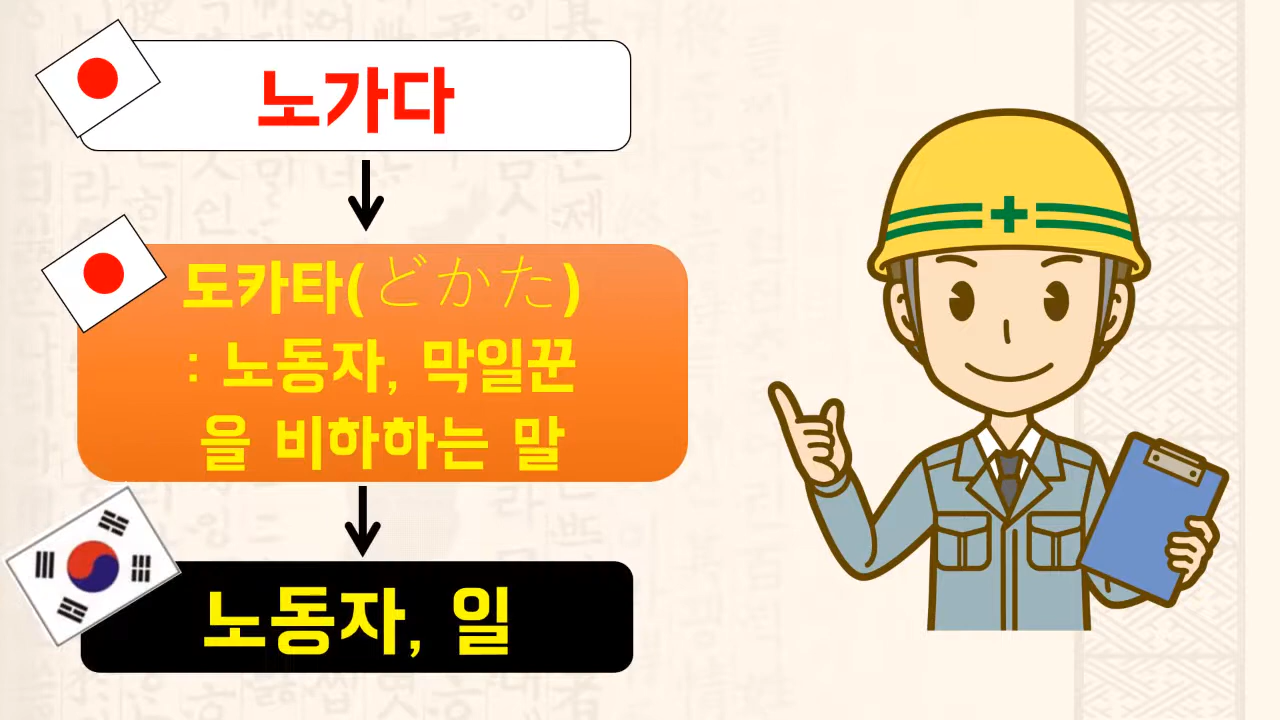 노가다
도카타(どかた)
: 노동자, 막일꾼
을 비하하는 말
노동자, 일